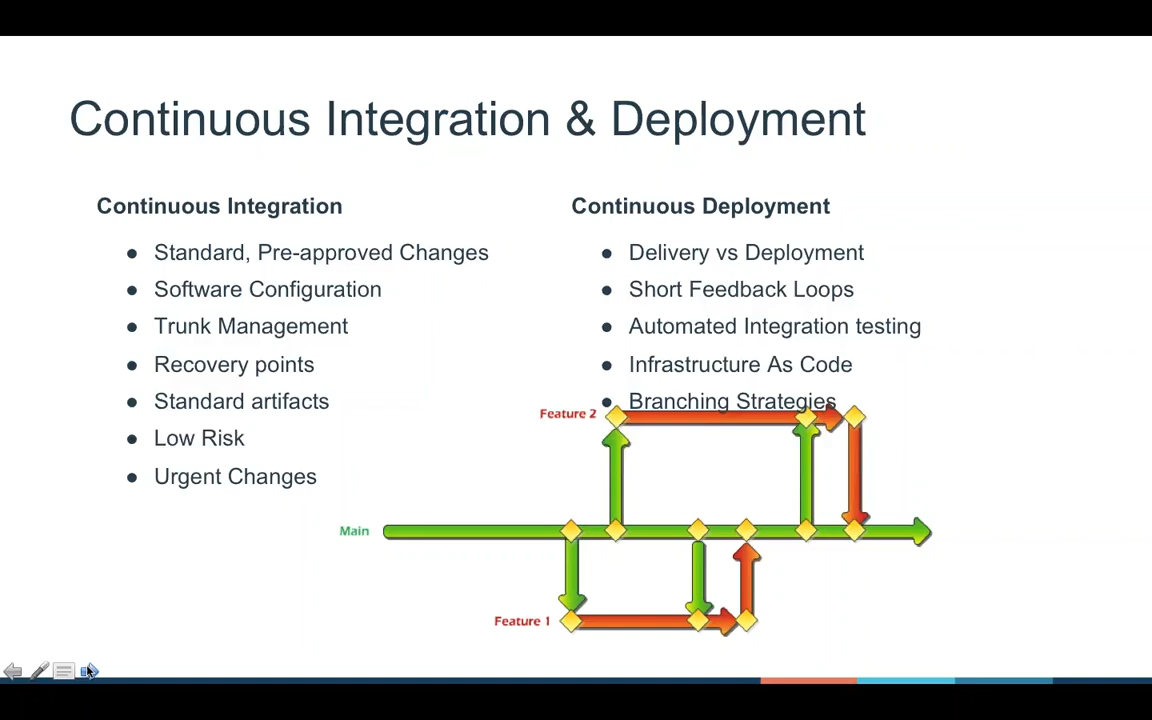 Continuous Integration & Deployment
Continuous Integration
● Standard, Pre-approved Changes
● Software Configuration
● Trunk Management
● Recovery points
● Standard artifacts
● Low Risk
● Urgent Changes
Continuous Deployment
● Delivery vs Deployment
● Short Feedback Loops
● Automated Integration testing
● Infrastructure As Code
● Branching Strategies
Feature 2
Main
Feature 1